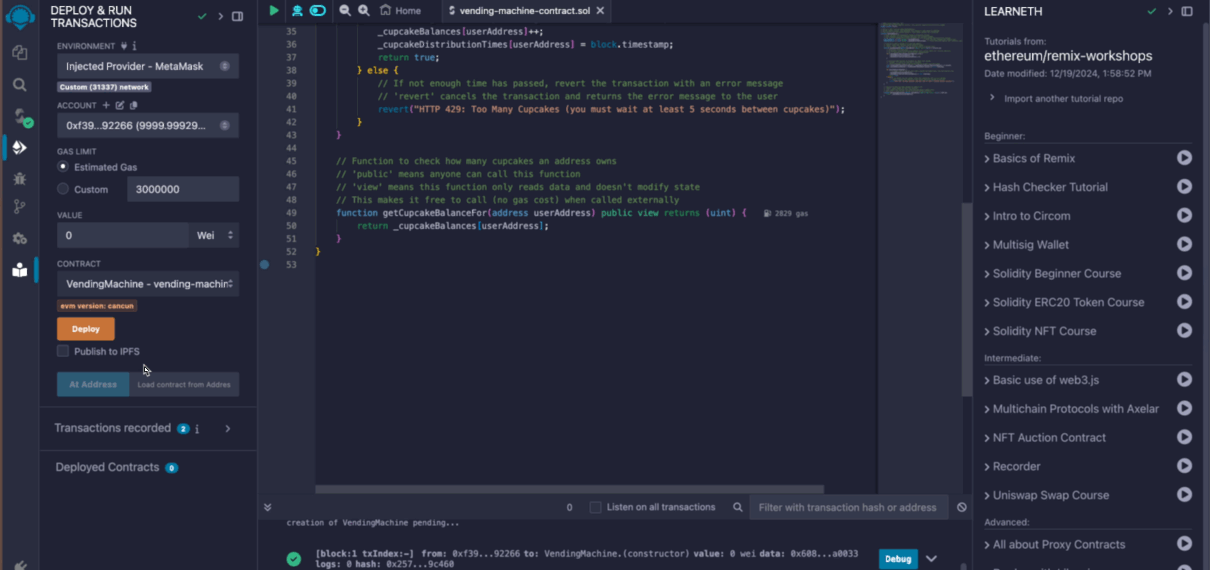 DEPLOY & RUN
TRANSACTIONS
ENVIRONMENT
Injected Provider - MetaMask
Custom (31337) network
ACCOUNT
0xf39...92266 (9999.99929...
GAS LIMIT
Estimated Gas
Custom
3000000
VALUE
0
Wei
CONTRACT
VendingMachine - vending-machin
evm version: cancun
Deploy
Publish to IPFS
At Address
Load contract from Addres
Transactions recorded 2 i
Deployed Contracts 0
Home
vending-machine-contract.sol
35 _cupcakeBalances[userAddress]++;
36 _cupcakeDistributionTimes[userAddress] = block.timestamp;
37 return true;
38 } else {
39 // If not enough time has passed, revert the transaction with an error message
40 // 'revert' cancels the transaction and returns the error message to the user
41 revert("HTTP 429: Too Many Cupcakes (you must wait at least 5 seconds between cupcakes)");
42 }
43 }
44
45 // Function to check how many cupcakes an address owns
46 // 'public' means anyone can call this function
47 // 'view' means this function only reads data and doesn't modify state
48 // This makes it free to call (no gas cost) when called externally
49 function getCupcakeBalanceFor(address userAddress) public view returns (uint) { 2829 gas
50 return _cupcakeBalances[userAddress];
51 }
52 }
53
0
Listen on all transactions
Filter with transaction hash or address
creation of VendingMachine pending...
[block:1 txIndex:-] from: 0xf39...92266 to: VendingMachine.(constructor) value: 0 wei data: 0x608...a0033
logs: 0 hash: 0x257...9c460
Debug
LEARNETH
Tutorials from:
ethereum/remix-workshops
Date modified: 12/19/2024, 1:58:52 PM
Import another tutorial repo
Beginner:
Basics of Remix
Hash Checker Tutorial
Intro to Circom
Multisig Wallet
Solidity Beginner Course
Solidity ERC20 Token Course
Solidity NFT Course
Intermediate:
Basic use of web3.js
Multichain Protocols with Axelar
NFT Auction Contract
Recorder
Uniswap Swap Course
Advanced:
All about Proxy Contracts